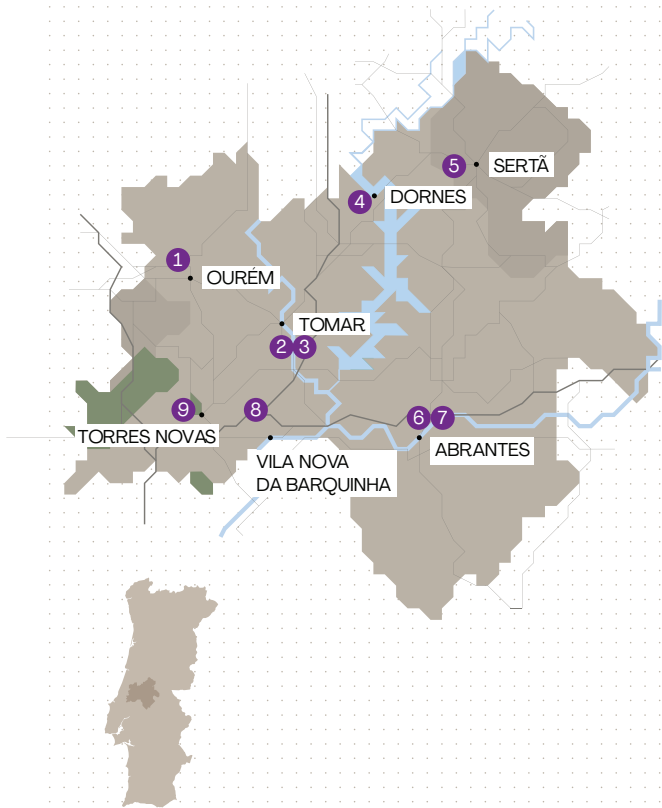 5
SERTÃ
4
DORNES
1
OURÉM
TOMAR
2 3
9
8
6 7
TORRES NOVAS
ABRANTES
VILA NOVA
DA BARQUINHA